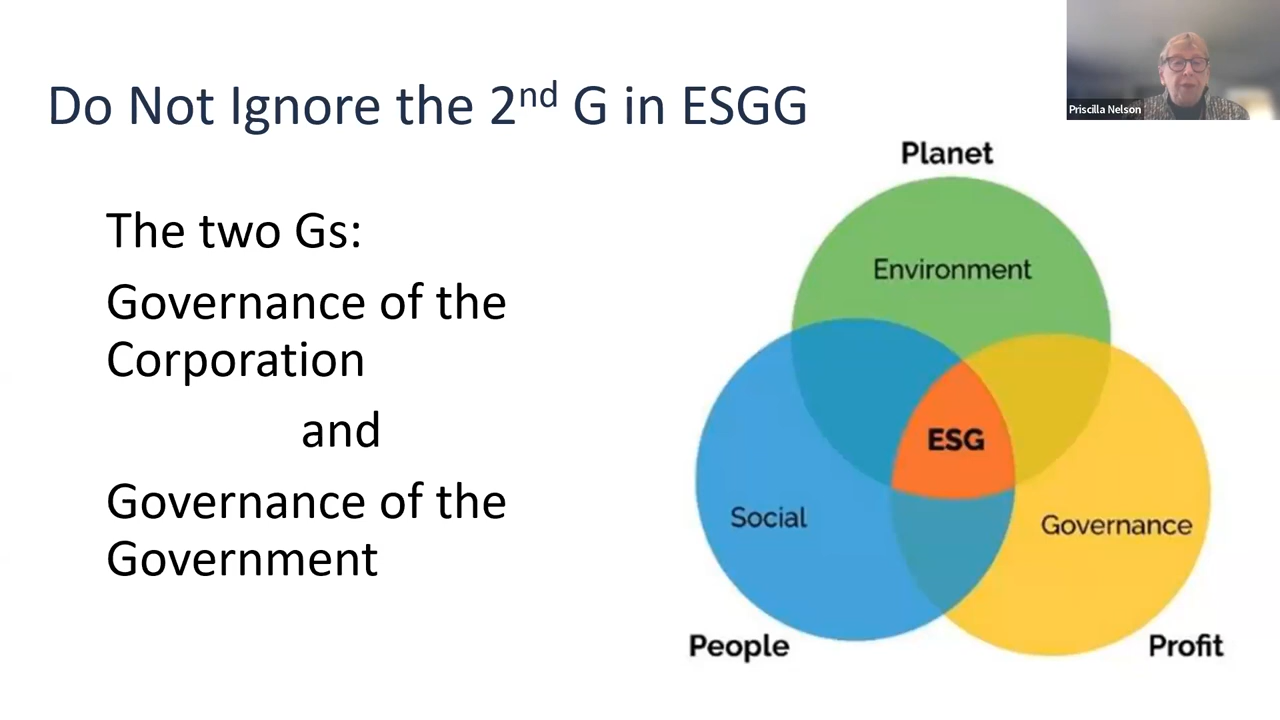 Do Not Ignore the 2nd G in ESGG
Priscilla Nelson
The two Gs:
Governance of the
Corporation
and
Governance of the
Government
Planet
Environment
ESG
Social
Governance
People
Profit